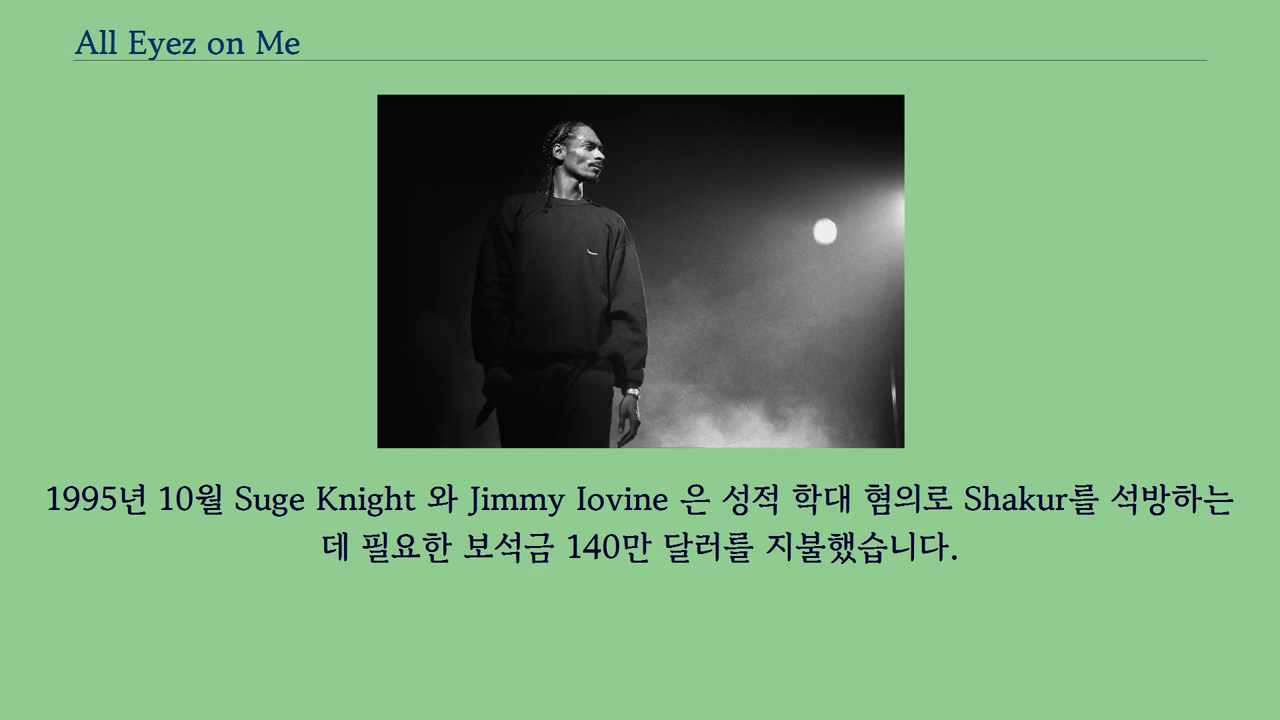 All Eyez on Me
1995년 10월 Suge Knight 와 Jimmy Iovine 은 성적 학대 혐의로 Shakur를 석방하는
데 필요한 보석금 140만 달러를 지불했습니다.